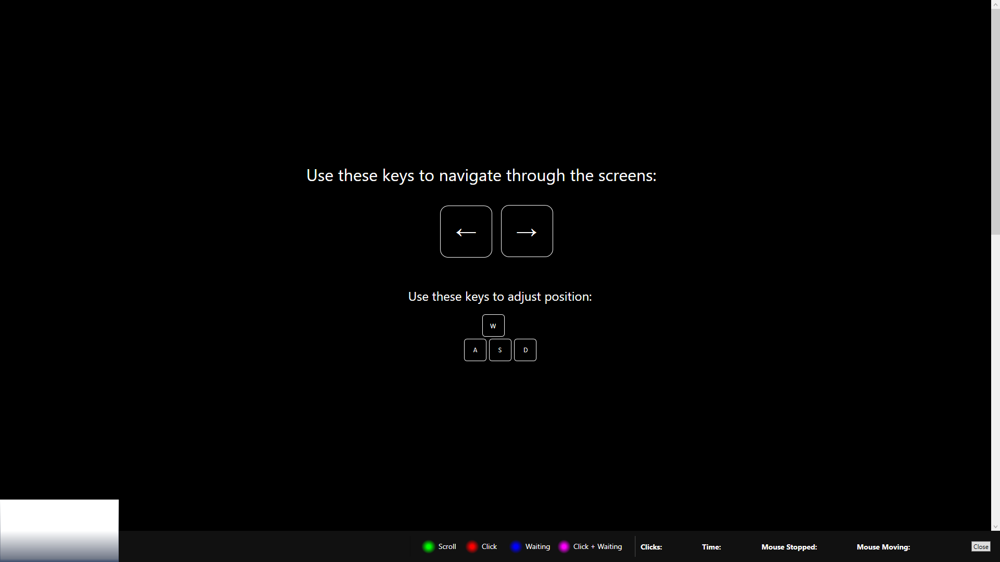 Use these keys to navigate through the screens:
← →
Use these keys to adjust position:
W
A S D
Scroll Click Waiting Click + Waiting Clicks: Time: Mouse Stopped: Mouse Moving: Close